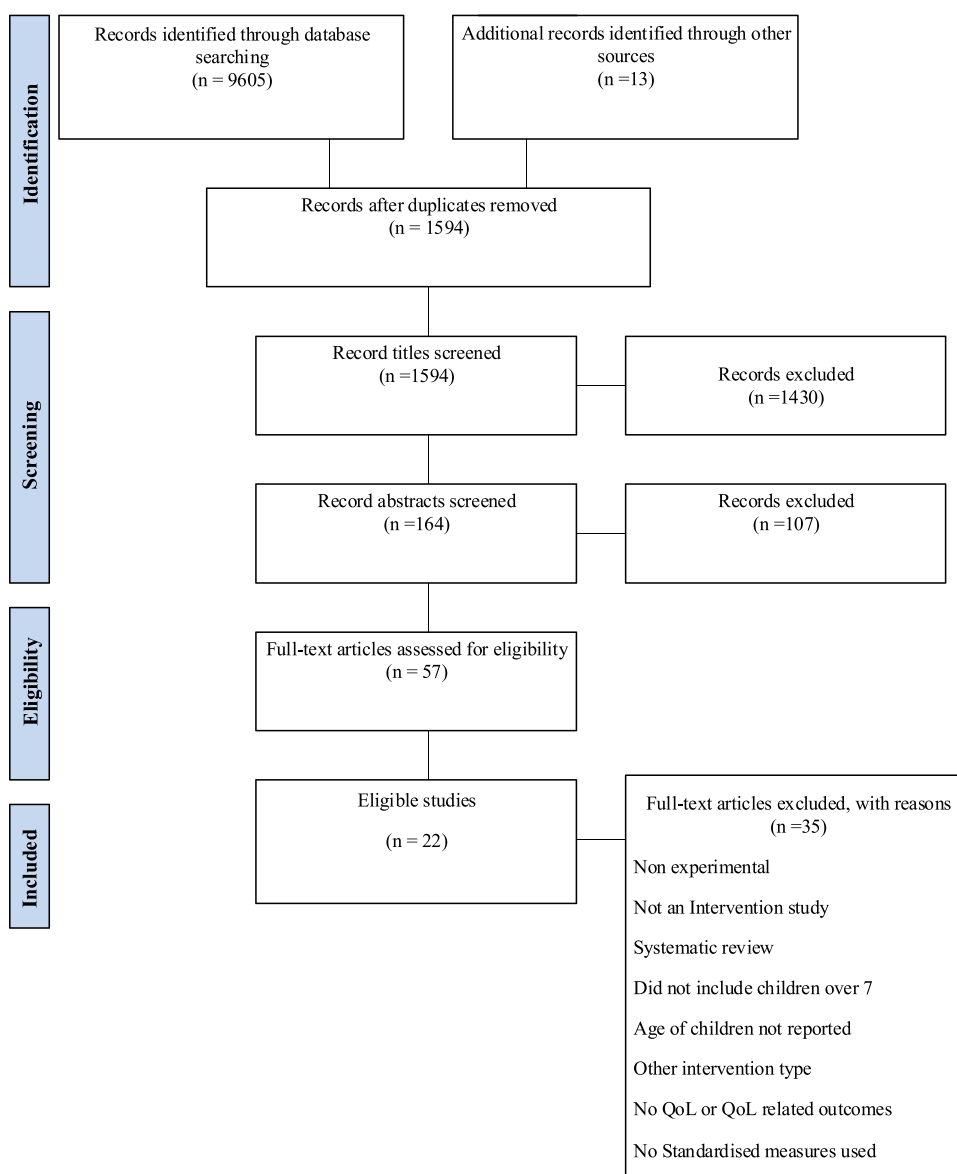 Identification
Records identified through database
searching
(n = 9605)
Additional records identified through other
sources
(n =13)
Records after duplicates removed
(n = 1594)
Screening
Record titles screened
(n =1594)
Records excluded
(n =1430)
Record abstracts screened
(n =164)
Records excluded
(n =107)
Eligibility
Full-text articles assessed for eligibility
(n = 57)
Included
Eligible studies
(n = 22)
Full-text articles excluded, with reasons
(n =35)
Non experimental
Not an Intervention study
Systematic review
Did not include children over 7
Age of children not reported
Other intervention type
No QoL or QoL related outcomes
No Standardised measures used